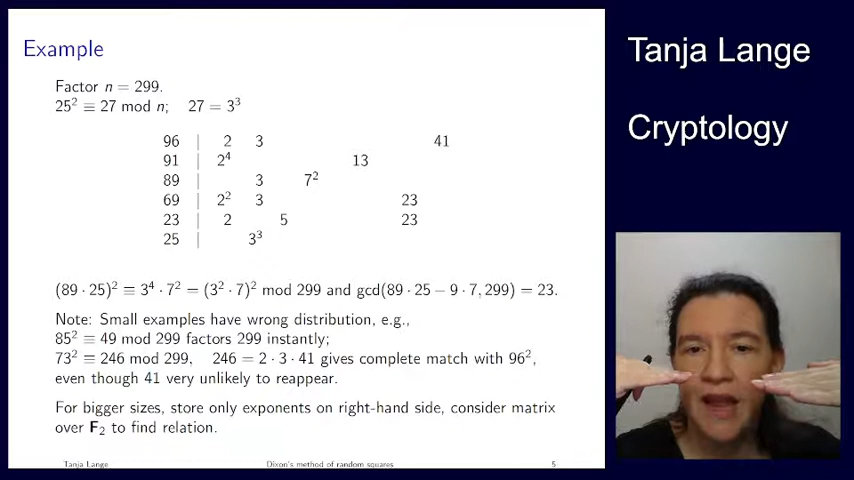 Example
Factor n = 299.
25² ≡ 27 mod n; 27 = 3³
96 | 2 3 41
91 | 2⁴ 13
89 | 3 7²
69 | 2² 3 23
23 | 2 5 23
25 | 3³
(89 · 25)² ≡ 3⁴ · 7² = (3² · 7)² mod 299 and gcd(89 · 25 − 9 · 7, 299) = 23.
Note: Small examples have wrong distribution, e.g.,
85² ≡ 49 mod 299 factors 299 instantly;
73² ≡ 246 mod 299, 246 = 2 · 3 · 41 gives complete match with 96²,
even though 41 very unlikely to reappear.
For bigger sizes, store only exponents on right-hand side, consider matrix
over F₂ to find relation.
Tanja Lange Dixon's method of random squares 5
Tanja Lange
Cryptology